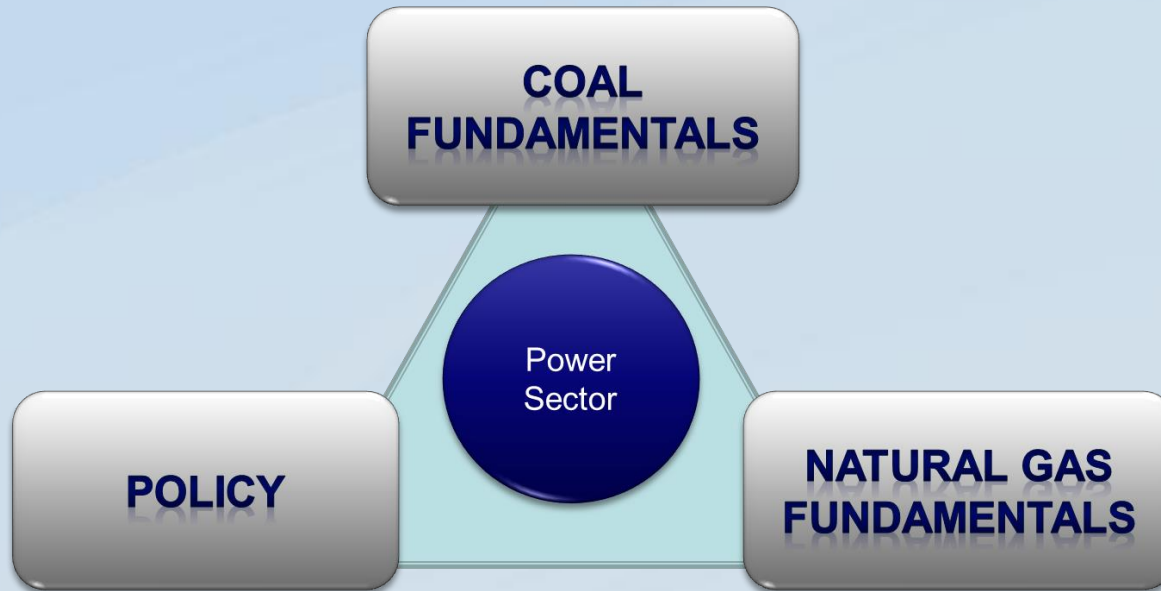 COAL
FUNDAMENTALS
Power
Sector
POLICY
NATURAL GAS
FUNDAMENTALS